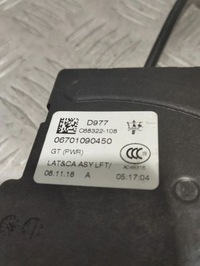 D977
C68322-108
06701090450
GT (PWR)
LAT&CA ASY LFT/
08.11.16 A 05:17:04